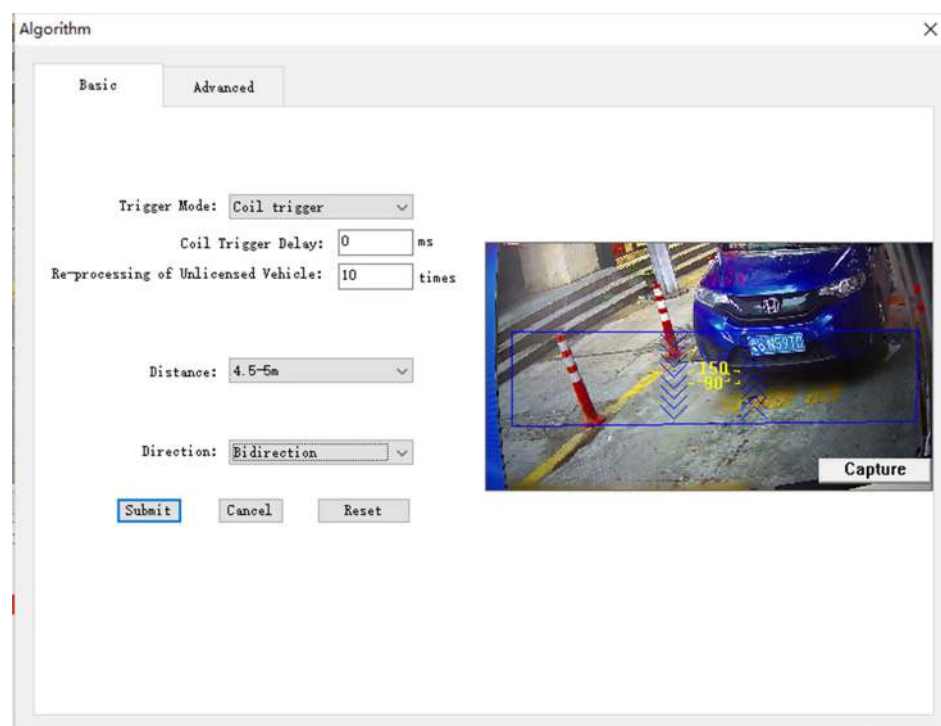 Algorithm
Basic
Advanced
Trigger Mode: Coil trigger
Coil Trigger Delay: 0 ms
Re-processing of Unlicensed Vehicle: 10 times
Distance: 4.5-5m
Direction: Bidirection
Submit
Cancel
Reset
150
90
Capture